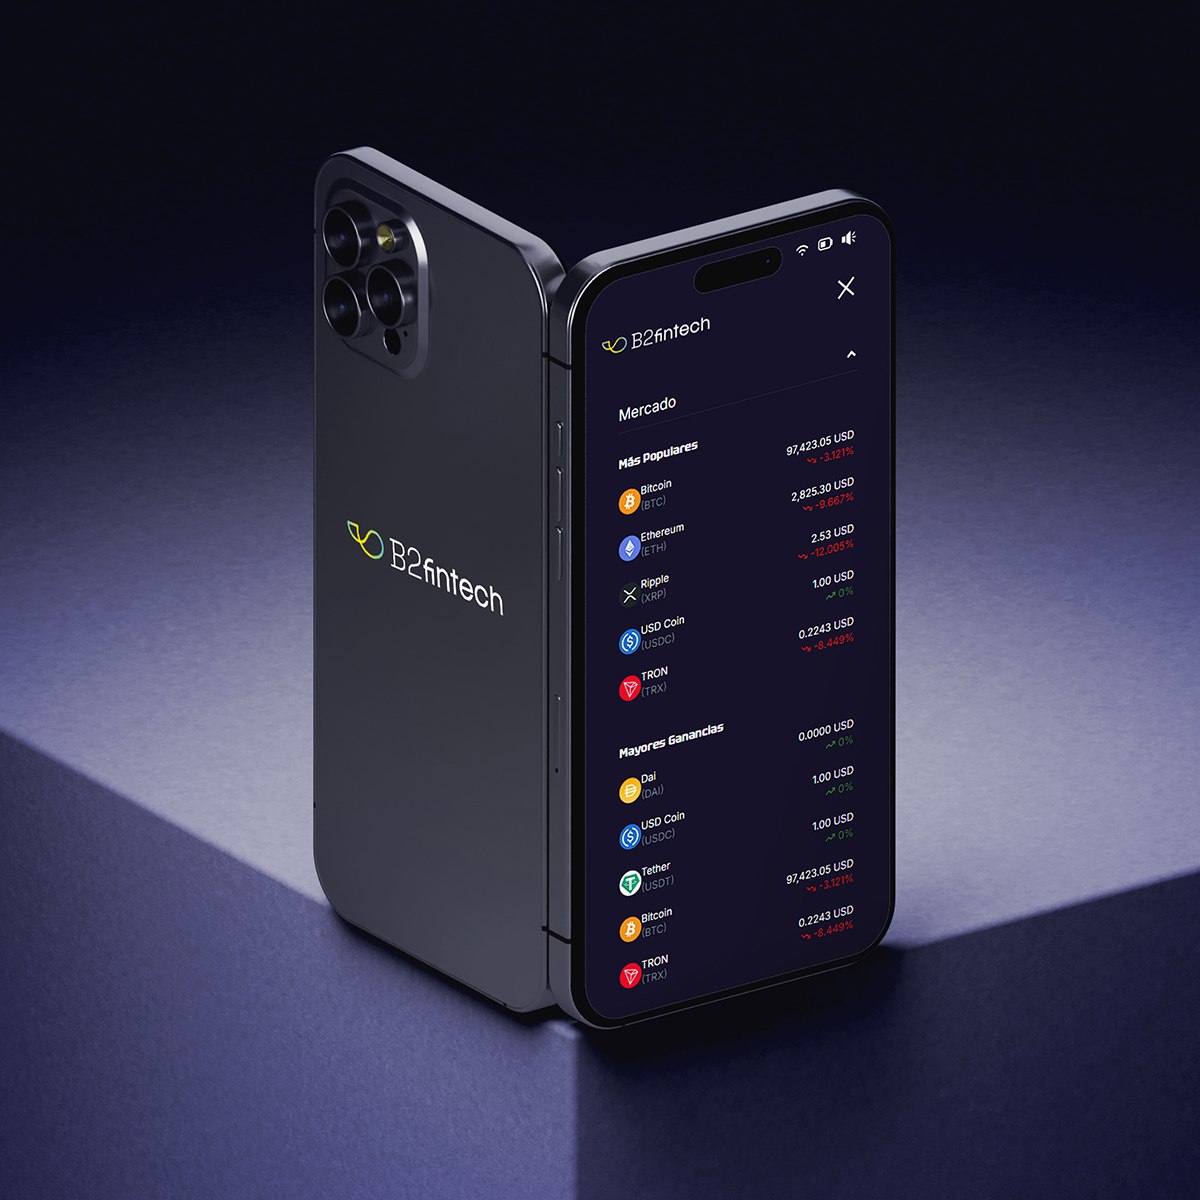 B2fintech
B2fintech
Mercado
Más Populares
97,423.05 USD
-3.121%
Bitcoin
(BTC)
2,825.30 USD
-9.667%
Ethereum
(ETH)
2.53 USD
-12.005%
Ripple
(XRP)
1.00 USD
0%
USD Coin
(USDC)
0.2243 USD
-8.449%
TRON
(TRX)
Mayores Ganancias
0.0000 USD
0%
Dai
(DAI)
1.00 USD
0%
USD Coin
(USDC)
1.00 USD
0%
Tether
(USDT)
97,423.05 USD
-3.121%
Bitcoin
(BTC)
0.2243 USD
-8.449%
TRON
(TRX)